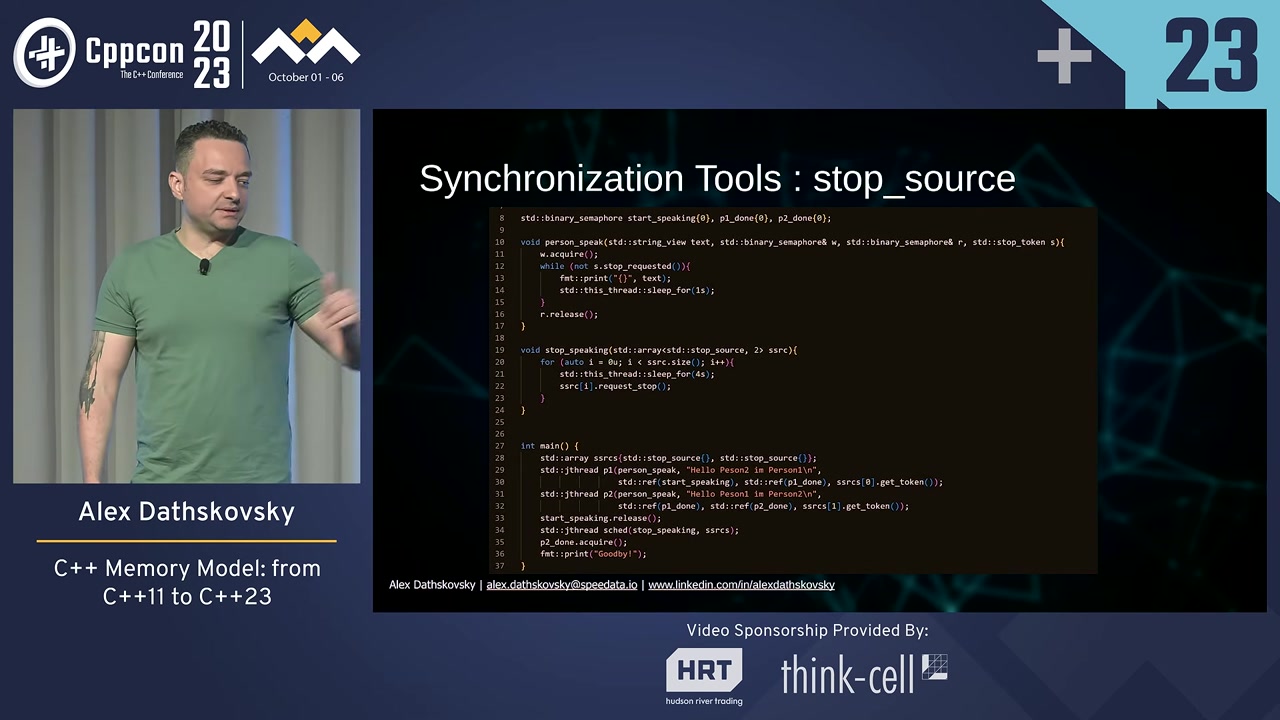 Cppcon
The C++ Conference
20
23
October 01 - 06
23
Synchronization Tools : stop_source
8 std::binary_semaphore start_speaking{0}, p1_done{0}, p2_done{0};
9
10 void person_speak(std::string_view text, std::binary_semaphore& w, std::binary_semaphore& r, std::stop_token s){
11 w.acquire();
12 while (not s.stop_requested()){
13 fmt::print("{}", text);
14 std::this_thread::sleep_for(1s);
15 }
16 r.release();
17 }
18
19 void stop_speaking(std::array<std::stop_source, 2> ssrc){
20 for (auto i = 0u; i < ssrc.size(); i++){
21 std::this_thread::sleep_for(4s);
22 ssrc[i].request_stop();
23 }
24 }
25
26
27 int main() {
28 std::array ssrcs{std::stop_source{}, std::stop_source{}};
29 std::jthread p1(person_speak, "Hello Peson2 im Person1\n",
30 std::ref(start_speaking), std::ref(p1_done), ssrcs[0].get_token());
31 std::jthread p2(person_speak, "Hello Peson1 im Person2\n",
32 std::ref(p1_done), std::ref(p2_done), ssrcs[1].get_token());
33 start_speaking.release();
34 std::jthread sched(stop_speaking, ssrcs);
35 p2_done.acquire();
36 fmt::print("Goodby!");
37 }
Alex Dathskovsky | alex.dathskovsky@speedata.io | www.linkedin.com/in/alexdathskovsky
Alex Dathskovsky
C++ Memory Model: from
C++11 to C++23
Video Sponsorship Provided By:
HRT
hudson river trading
think-cell